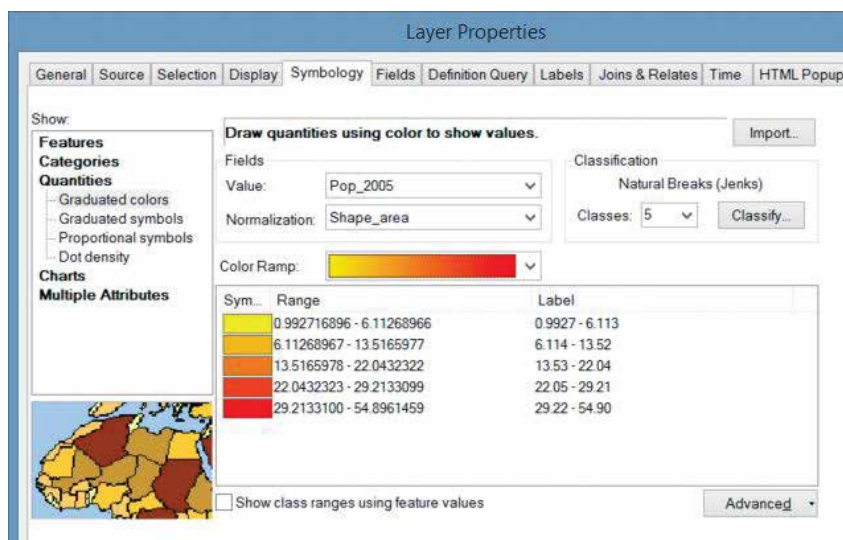 Layer Properties
General Source Selection Display Symbology Fields Definition Query Labels Joins & Relates Time HTML Popup
Show:
Features
Categories
Quantities
Graduated colors
Graduated symbols
Proportional symbols
Dot density
Charts
Multiple Attributes
Draw quantities using color to show values.
Import...
Fields
Value: Pop_2005
Normalization: Shape_area
Classification
Natural Breaks (Jenks)
Classes: 5 Classify...
Color Ramp:
Sym... Range Label
0.992716896 - 6.11268966 0.9927 - 6.113
6.11268967 - 13.5165977 6.114 - 13.52
13.5165978 - 22.0432322 13.53 - 22.04
22.0432323 - 29.2133099 22.05 - 29.21
29.2133100 - 54.8961459 29.22 - 54.90
Show class ranges using feature values
Advanced